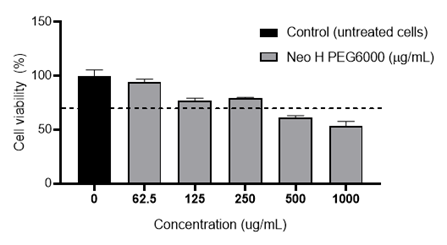 150
100
50
0
Cell viability (%)
Control (untreated cells)
Neo H PEG6000 (µg/mL)
0 62.5 125 250 500 1000
Concentration (ug/mL)